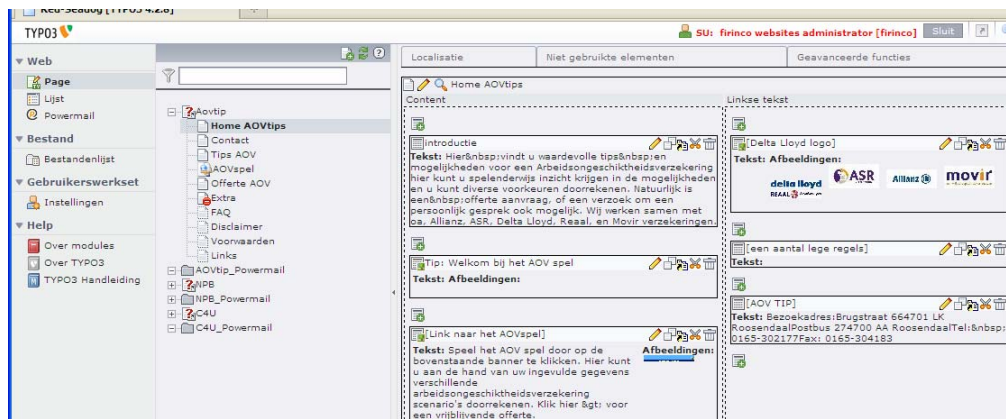 Red-Seadog [TYPO3 4.2.8]
TYPO3
SU: firinco websites administrator [firinco]
Sluit
Web
Page
Lijst
Powermail
Bestand
Bestandenlijst
Gebruikerswerkset
Instellingen
Help
Over modules
Over TYPO3
TYPO3 Handleiding
Aovtip
Home AOVtips
Contact
Tips AOV
AOVspel
Offerte AOV
Extra
FAQ
Disclaimer
Voorwaarden
Links
AOVtip_Powermail
NPB
NPB_Powermail
C4U
C4U_Powermail
Localisatie
Niet gebruikte elementen
Geavanceerde functies
Home AOVtips
Content
introductie
Tekst: Hier&nbsp;vindt u waardevolle tips&nbsp;en
mogelijkheden voor een Arbeidsongeschiktheidsverzekering
hier kunt u spelenderwijs inzicht krijgen in de mogelijkheden
en u kunt diverse voorkeuren doorrekenen. Natuurlijk is
een&nbsp;offerte aanvraag, of een verzoek om een
persoonlijk gesprek ook mogelijk. Wij werken samen met
oa. Allianz, ASR, Delta Lloyd, Reaal, en Movir verzekeringen.
Tip: Welkom bij het AOV spel
Tekst: Afbeeldingen:
[Link naar het AOVspel]
Tekst: Speel het AOV spel door op de
bovenstaande banner te klikken. Hier kunt
u aan de hand van uw ingevulde gegevens
verschillende
arbeidsongeschiktheidsverzekering
scenario's doorrekenen. Klik hier &gt; voor
een vrijblijvende offerte.
Afbeeldingen:
Linkse tekst
[Delta Lloyd logo]
Tekst: Afbeeldingen:
delta lloyd
ASR
Allianz
movir
REAAL
[een aantal lege regels]
Tekst:
[AOV TIP]
Tekst: Bezoekadres:Brugstraat 664701 LK
RoosendaalPostbus 274700 AA RoosendaalTel:&nbsp;
0165-302177Fax: 0165-304183